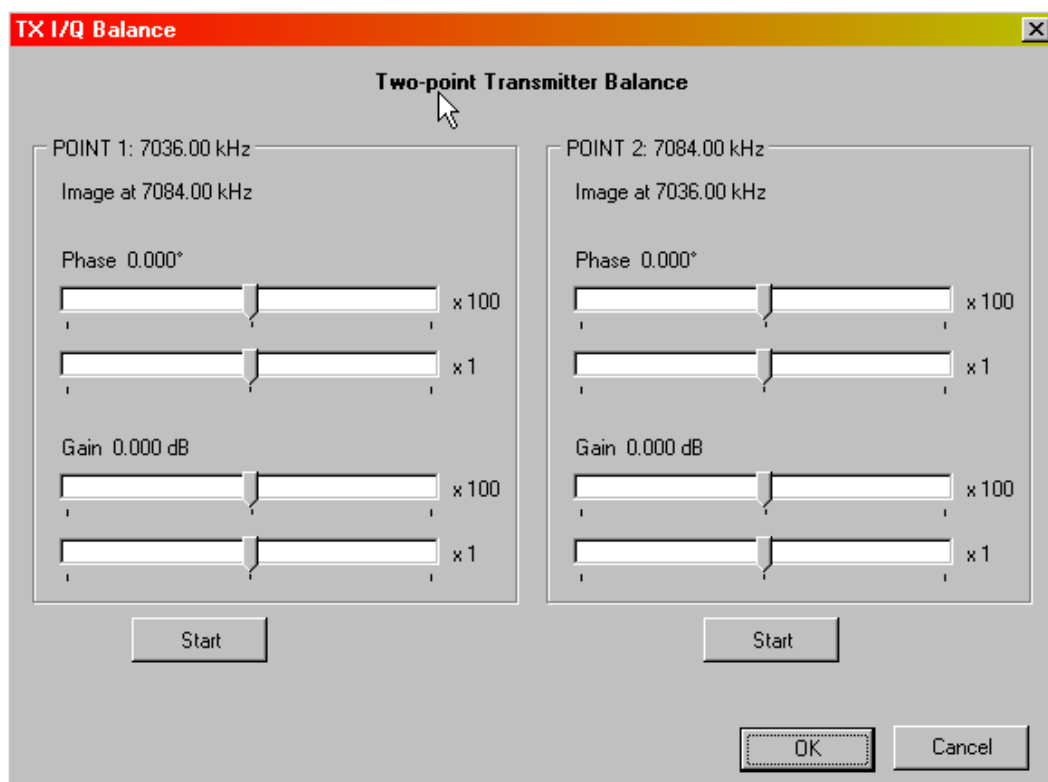 TX I/Q Balance
Two-point Transmitter Balance
POINT 1: 7036.00 kHz
Image at 7084.00 kHz
Phase 0.000°
x 100
x 1
Gain 0.000 dB
x 100
x 1
Start
POINT 2: 7084.00 kHz
Image at 7036.00 kHz
Phase 0.000°
x 100
x 1
Gain 0.000 dB
x 100
x 1
Start
OK
Cancel